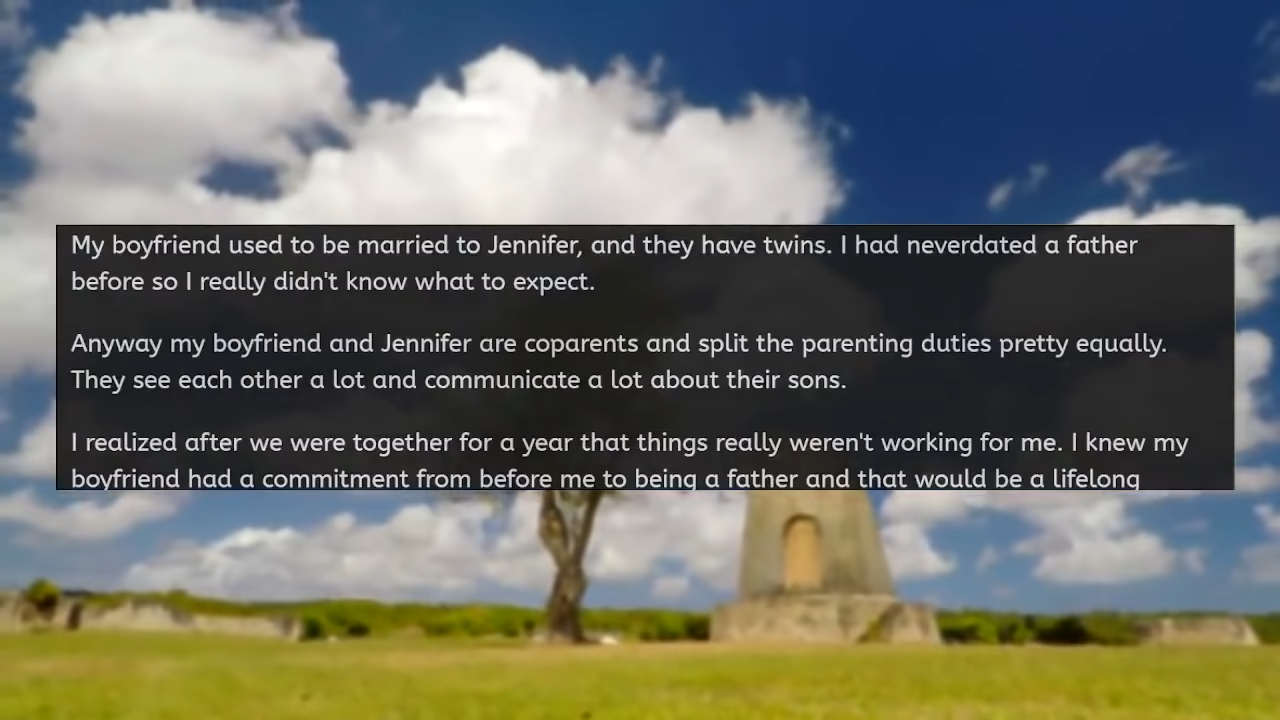 My boyfriend used to be married to Jennifer, and they have twins. I had neverdated a father
before so I really didn't know what to expect.
Anyway my boyfriend and Jennifer are coparents and split the parenting duties pretty equally.
They see each other a lot and communicate a lot about their sons.
I realized after we were together for a year that things really weren't working for me. I knew my
boyfriend had a commitment from before me to being a father and that would be a lifelong